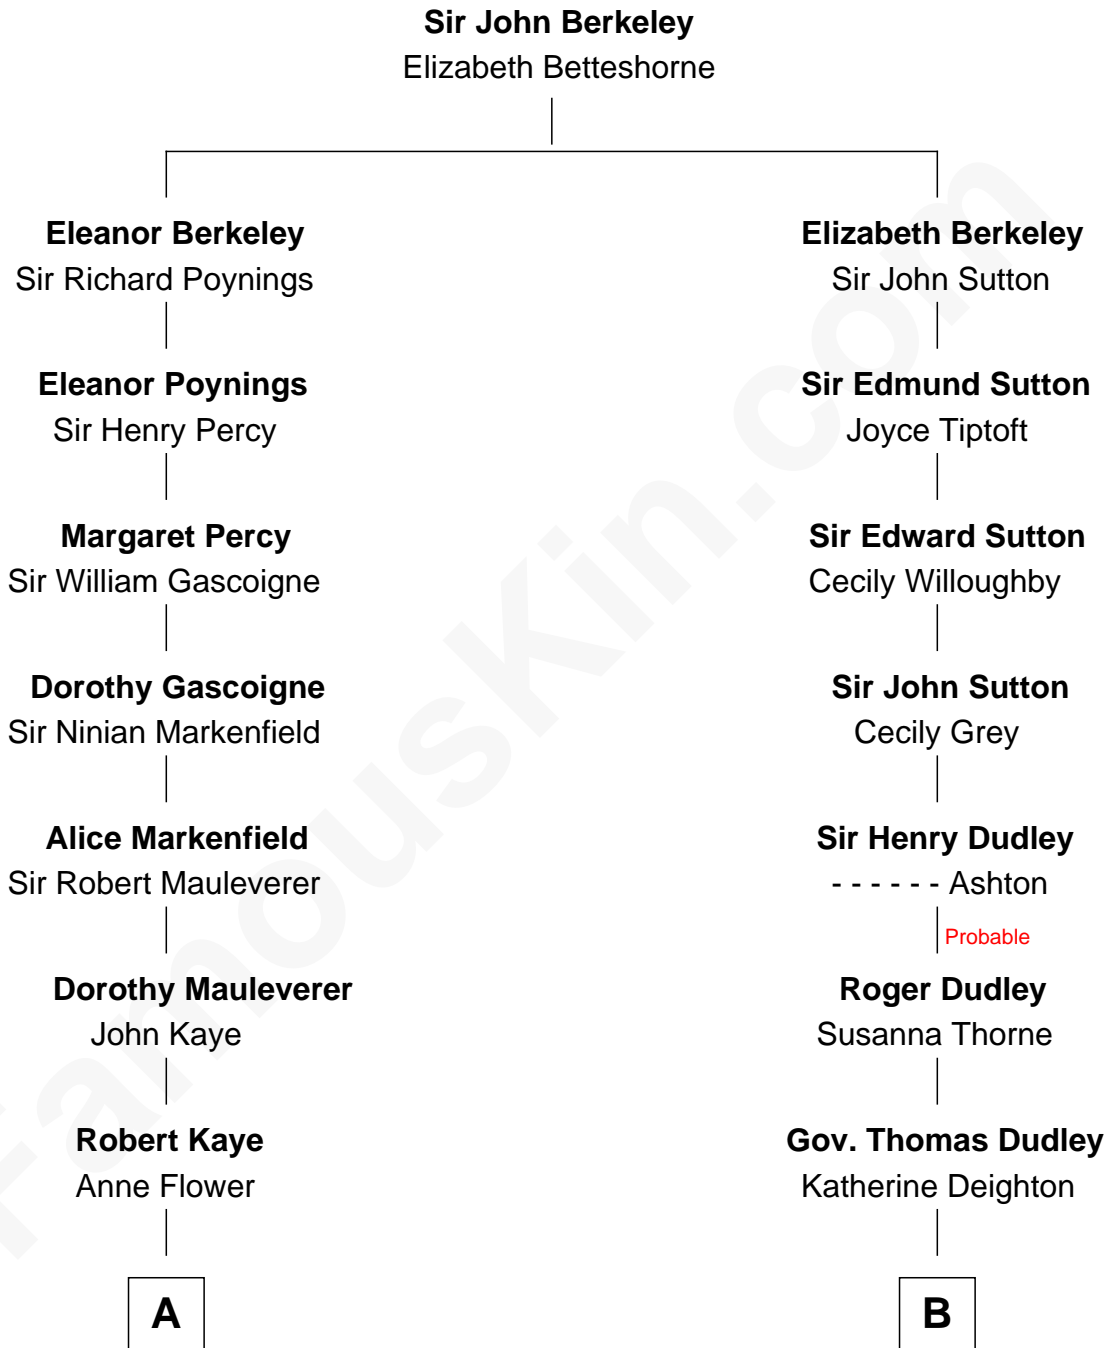 Sir John Berkeley
Elizabeth Betteshorne
Eleanor Berkeley
Sir Richard Poynings
Elizabeth Berkeley
Sir John Sutton
Eleanor Poynings
Sir Henry Percy
Sir Edmund Sutton
Joyce Tiptoft
Margaret Percy
Sir William Gascoigne
Sir Edward Sutton
Cecily Willoughby
Dorothy Gascoigne
Sir Ninian Markenfield
Sir John Sutton
Cecily Grey
Alice Markenfield
Sir Robert Mauleverer
Sir Henry Dudley
- - - - - - Ashton
Probable
Dorothy Mauleverer
John Kaye
Roger Dudley
Susanna Thorne
Robert Kaye
Anne Flower
Gov. Thomas Dudley
Katherine Deighton
A
B
FamousKin.com